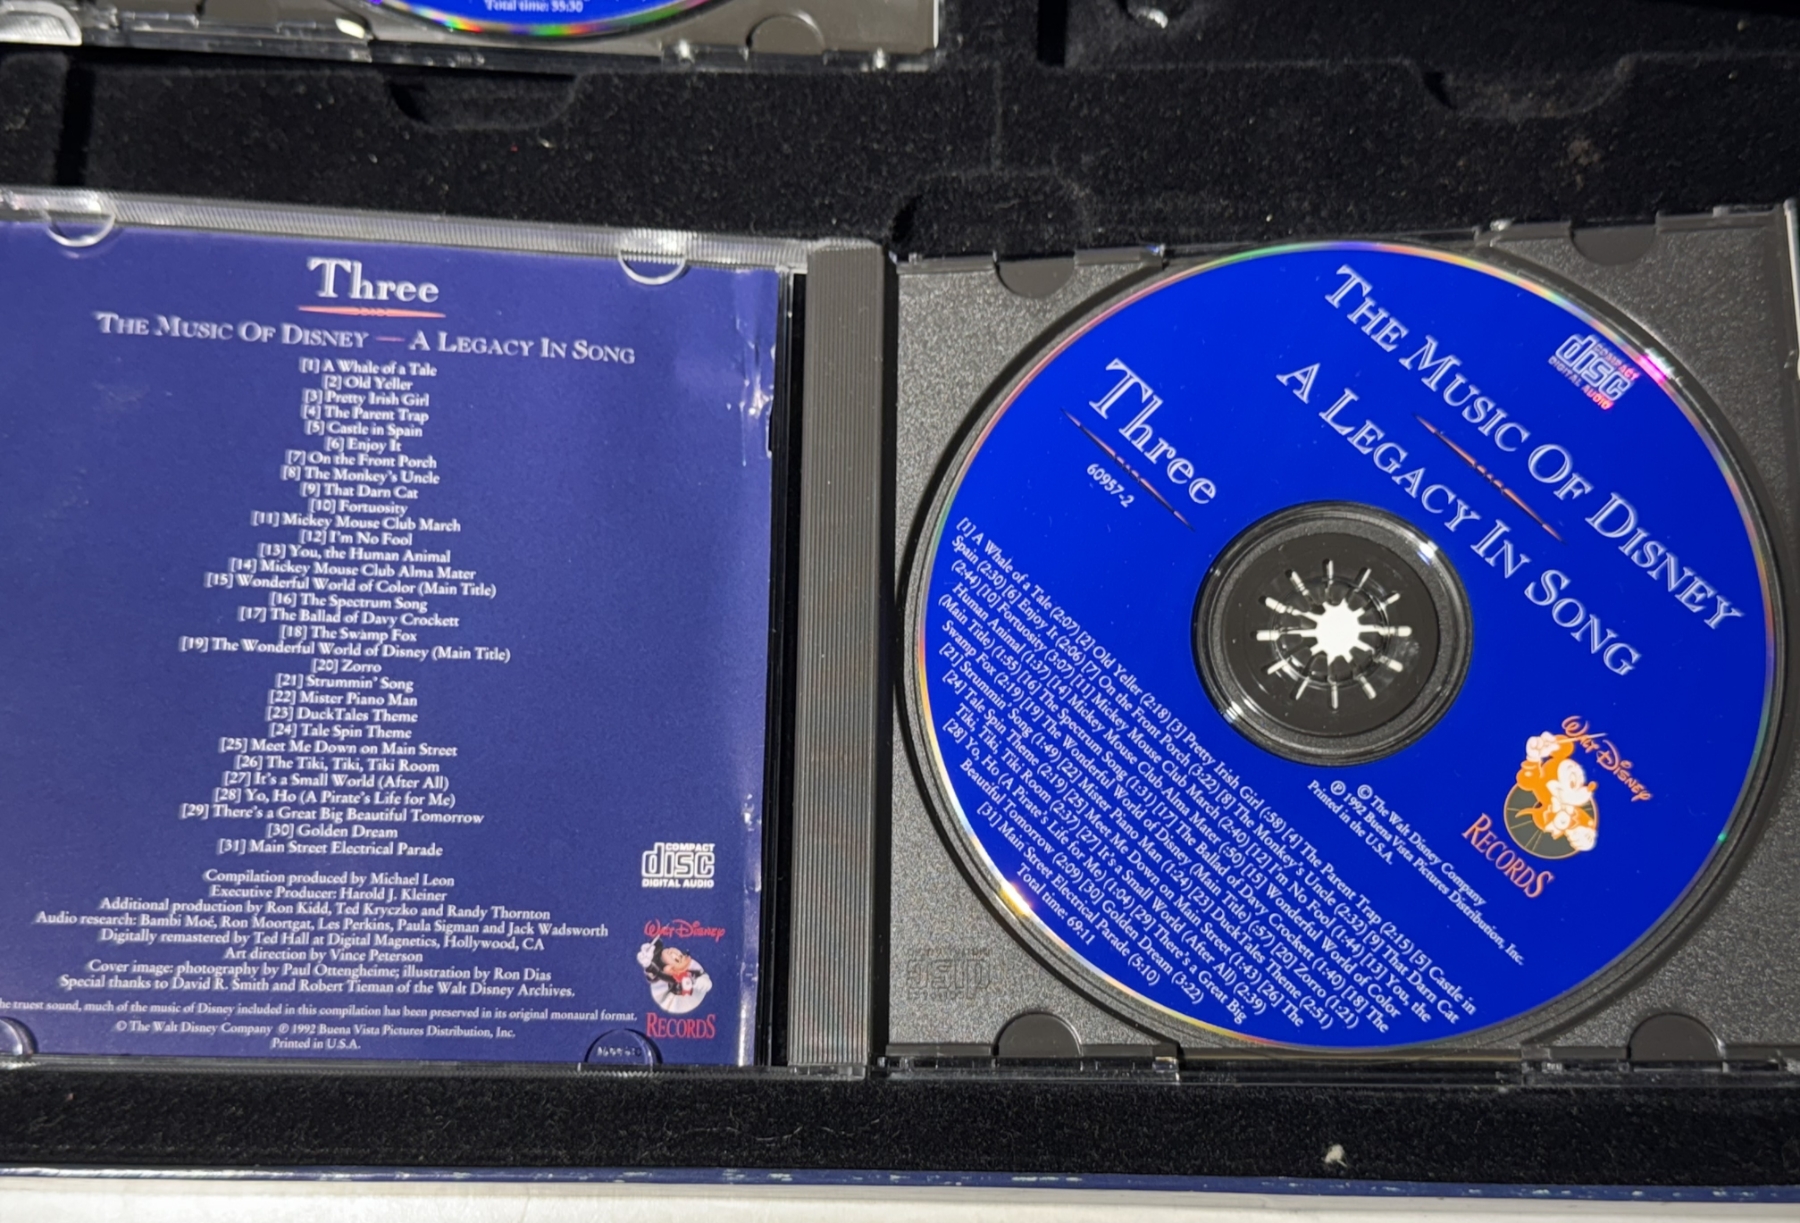 Total time: 55:30
Three
THE MUSIC OF DISNEY — A LEGACY IN SONG
[1] A Whale of a Tale
[2] Old Yeller
[3] Pretty Irish Girl
[4] The Parent Trap
[5] Castle in Spain
[6] Enjoy It
[7] On the Front Porch
[8] The Monkey's Uncle
[9] That Darn Cat
[10] Fortuosity
[11] Mickey Mouse Club March
[12] I'm No Fool
[13] You, the Human Animal
[14] Mickey Mouse Club Alma Mater
[15] Wonderful World of Color (Main Title)
[16] The Spectrum Song
[17] The Ballad of Davy Crockett
[18] The Swamp Fox
[19] The Wonderful World of Disney (Main Title)
[20] Zorro
[21] Strummin' Song
[22] Mister Piano Man
[23] DuckTales Theme
[24] Tale Spin Theme
[25] Meet Me Down on Main Street
[26] The Tiki, Tiki, Tiki Room
[27] It's a Small World (After All)
[28] Yo, Ho (A Pirate's Life for Me)
[29] There's a Great Big Beautiful Tomorrow
[30] Golden Dream
[31] Main Street Electrical Parade
Compilation produced by Michael Leon
Executive Producer: Harold J. Kleiner
Additional production by Ron Kidd, Ted Kryczko and Randy Thornton
Audio research: Bambi Moé, Ron Moortgat, Les Perkins, Paula Sigman and Jack Wadsworth
Digitally remastered by Ted Hall at Digital Magnetics, Hollywood, CA
Art direction by Vince Peterson
Cover image: photography by Paul Ottengheime; illustration by Ron Dias
Special thanks to David R. Smith and Robert Tieman of the Walt Disney Archives.
truest sound, much of the music of Disney included in this compilation has been preserved in its original monaural format.
© The Walt Disney Company ℗ 1992 Buena Vista Pictures Distribution, Inc.
Printed in U.S.A.
COMPACT
disc
DIGITAL AUDIO
WALT DISNEY
RECORDS
THE MUSIC OF DISNEY
A LEGACY IN SONG
Three
60957-2
COMPACT
disc
DIGITAL AUDIO
[1] A Whale of a Tale (2:07) [2] Old Yeller (2:18) [3] Pretty Irish Girl (:58) [4] The Parent Trap (2:15) [5] Castle in
Spain (2:30) [6] Enjoy It (2:06) [7] On the Front Porch (3:22) [8] The Monkey's Uncle (2:32) [9] That Darn Cat
(2:44) [10] Fortuosity (3:07) [11] Mickey Mouse Club March (2:40) [12] I'm No Fool (1:44) [13] You, the
Human Animal (1:37) [14] Mickey Mouse Club Alma Mater (:50) [15] Wonderful World of Color
(Main Title) (1:55) [16] The Spectrum Song (1:31) [17] The Ballad of Davy Crockett (1:40) [18] The
Swamp Fox (2:19) [19] The Wonderful World of Disney (Main Title) (:57) [20] Zorro (1:21)
[21] Strummin' Song (1:49) [22] Mister Piano Man (1:24) [23] DuckTales Theme (2:51)
[24] Tale Spin Theme (2:19) [25] Meet Me Down on Main Street (1:43) [26] The
Tiki, Tiki, Tiki Room (2:37) [27] It's a Small World (After All) (2:39)
[28] Yo, Ho (A Pirate's Life for Me) (1:04) [29] There's a Great Big
Beautiful Tomorrow (2:09) [30] Golden Dream (3:22)
[31] Main Street Electrical Parade (5:10)
Total time: 69:11
© The Walt Disney Company
℗ 1992 Buena Vista Pictures Distribution, Inc.
Printed in the U.S.A.
WALT DISNEY
RECORDS